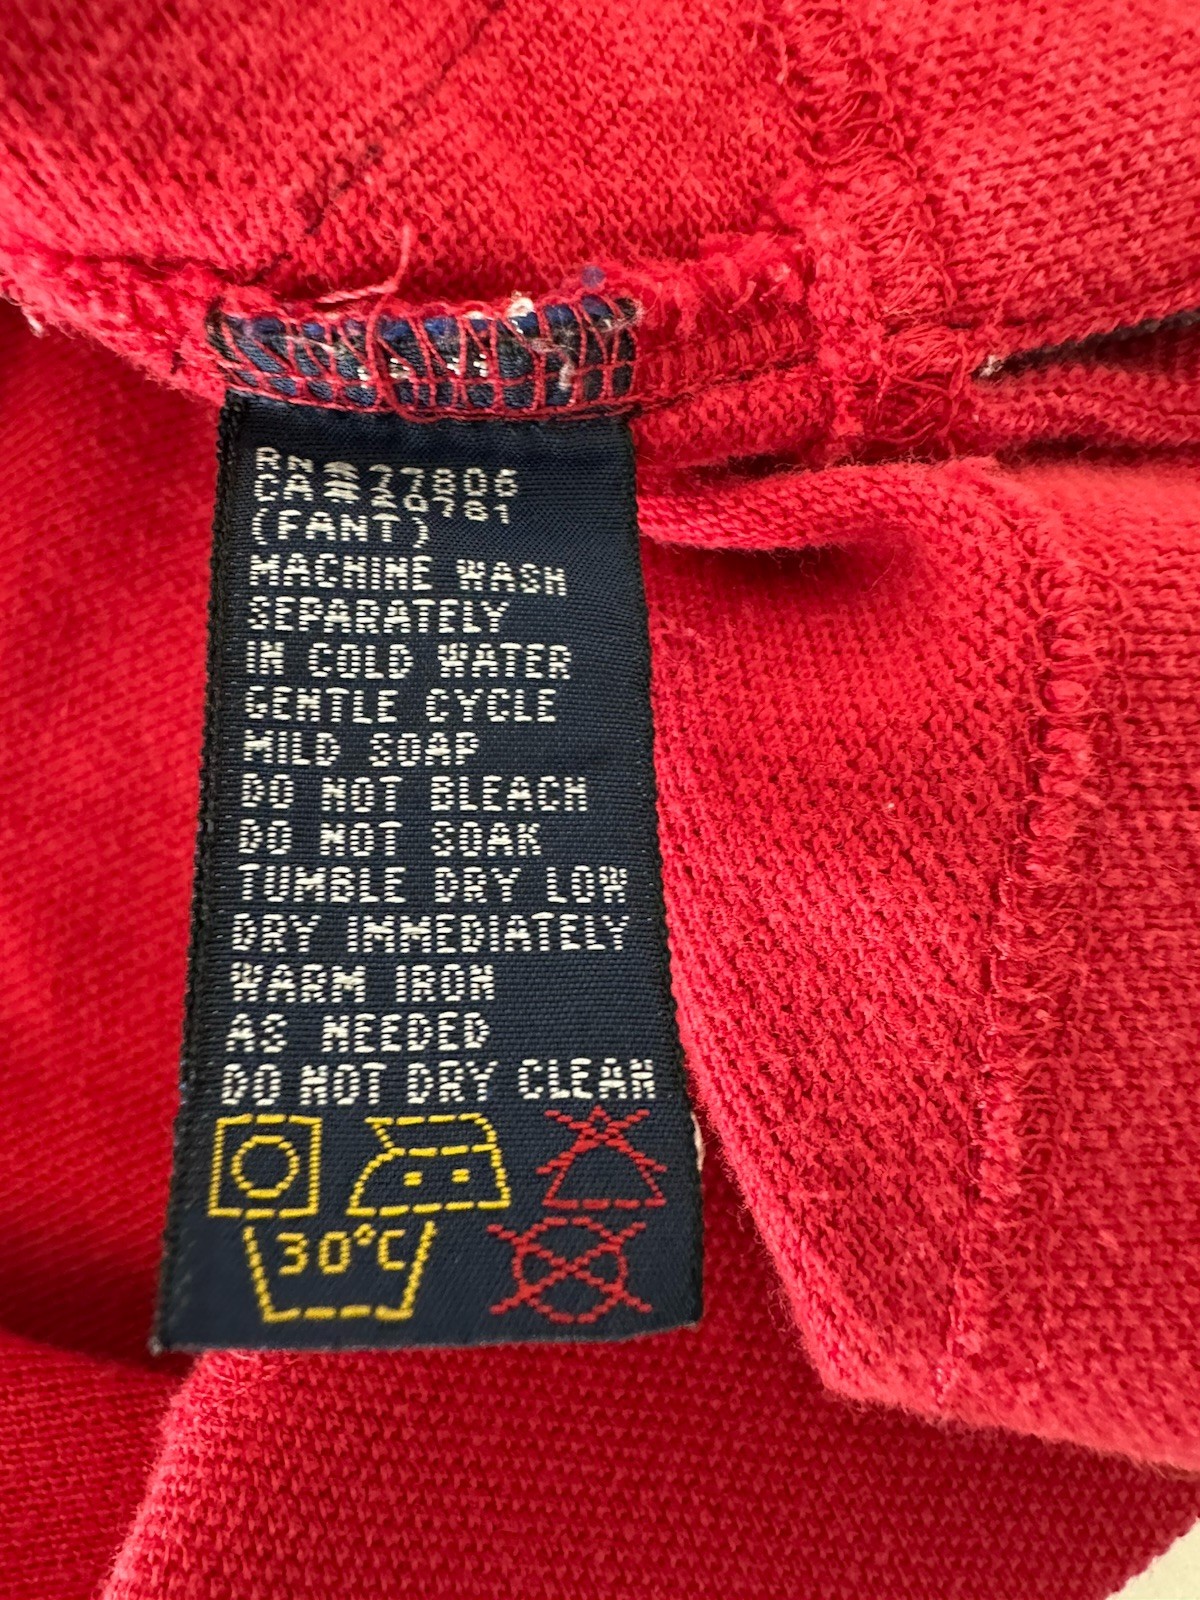 RN 77806
CA 20781
(FANT)
MACHINE WASH
SEPARATELY
IN COLD WATER
GENTLE CYCLE
MILD SOAP
DO NOT BLEACH
DO NOT SOAK
TUMBLE DRY LOW
DRY IMMEDIATELY
WARM IRON
AS NEEDED
DO NOT DRY CLEAN
30°C